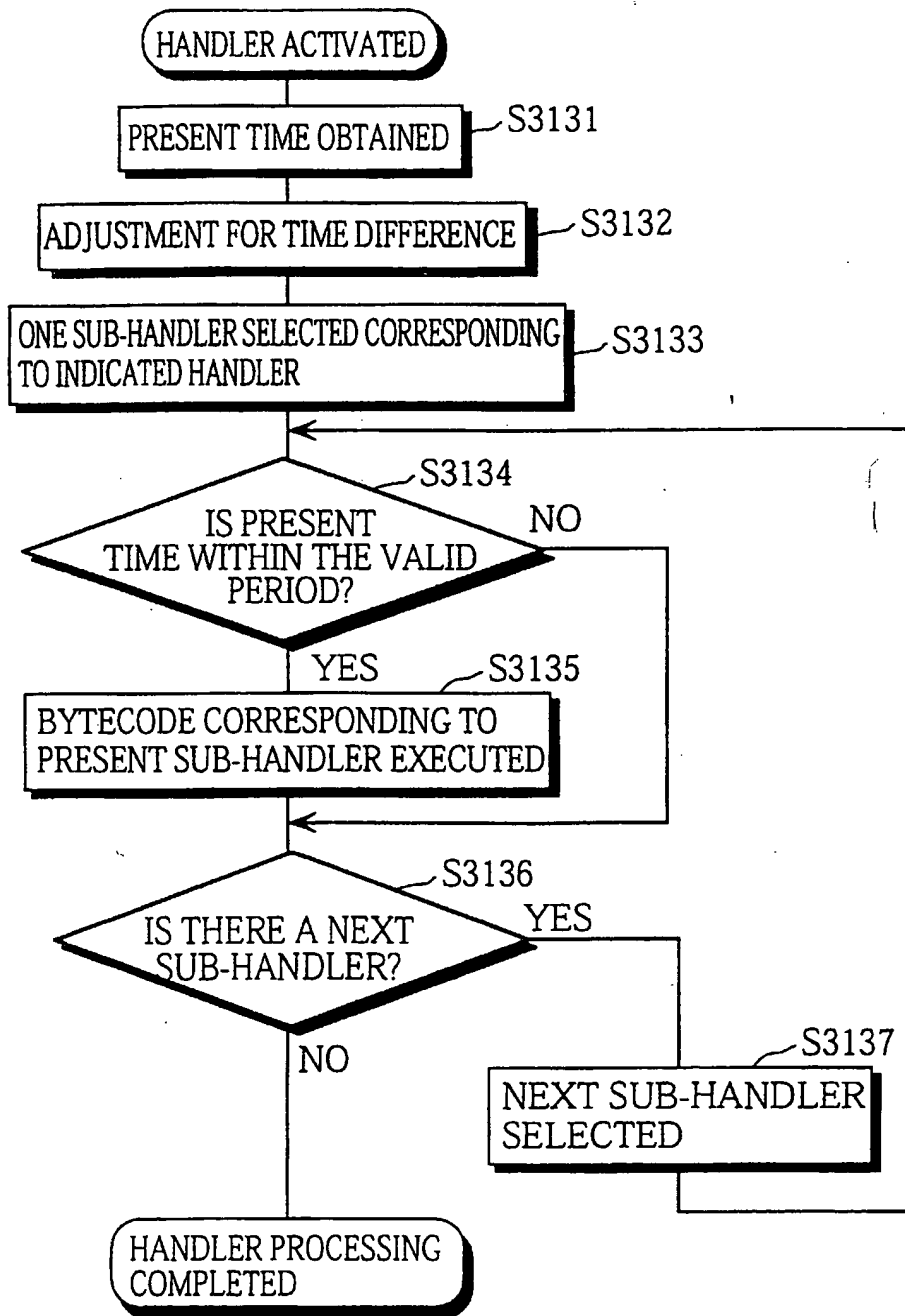 HANDLER ACTIVATED
PRESENT TIME OBTAINED
S3131
ADJUSTMENT FOR TIME DIFFERENCE
S3132
ONE SUB-HANDLER SELECTED CORRESPONDING
TO INDICATED HANDLER
S3133
S3134
IS PRESENT
TIME WITHIN THE VALID
PERIOD?
NO
YES
S3135
BYTECODE CORRESPONDING TO
PRESENT SUB-HANDLER EXECUTED
S3136
IS THERE A NEXT
SUB-HANDLER?
YES
NO
S3137
NEXT SUB-HANDLER
SELECTED
HANDLER PROCESSING
COMPLETED